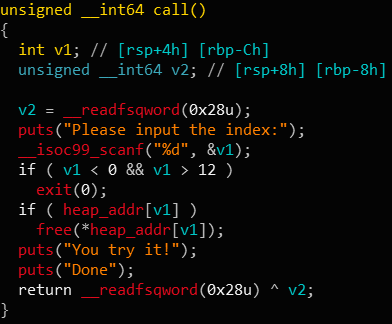 unsigned __int64 call()
{
int v1; // [rsp+4h] [rbp-Ch]
unsigned __int64 v2; // [rsp+8h] [rbp-8h]
v2 = __readfsqword(0x28u);
puts("Please input the index:");
__isoc99_scanf("%d", &v1);
if ( v1 < 0 && v1 > 12 )
exit(0);
if ( heap_addr[v1] )
free(*heap_addr[v1]);
puts("You try it!");
puts("Done");
return __readfsqword(0x28u) ^ v2;
}